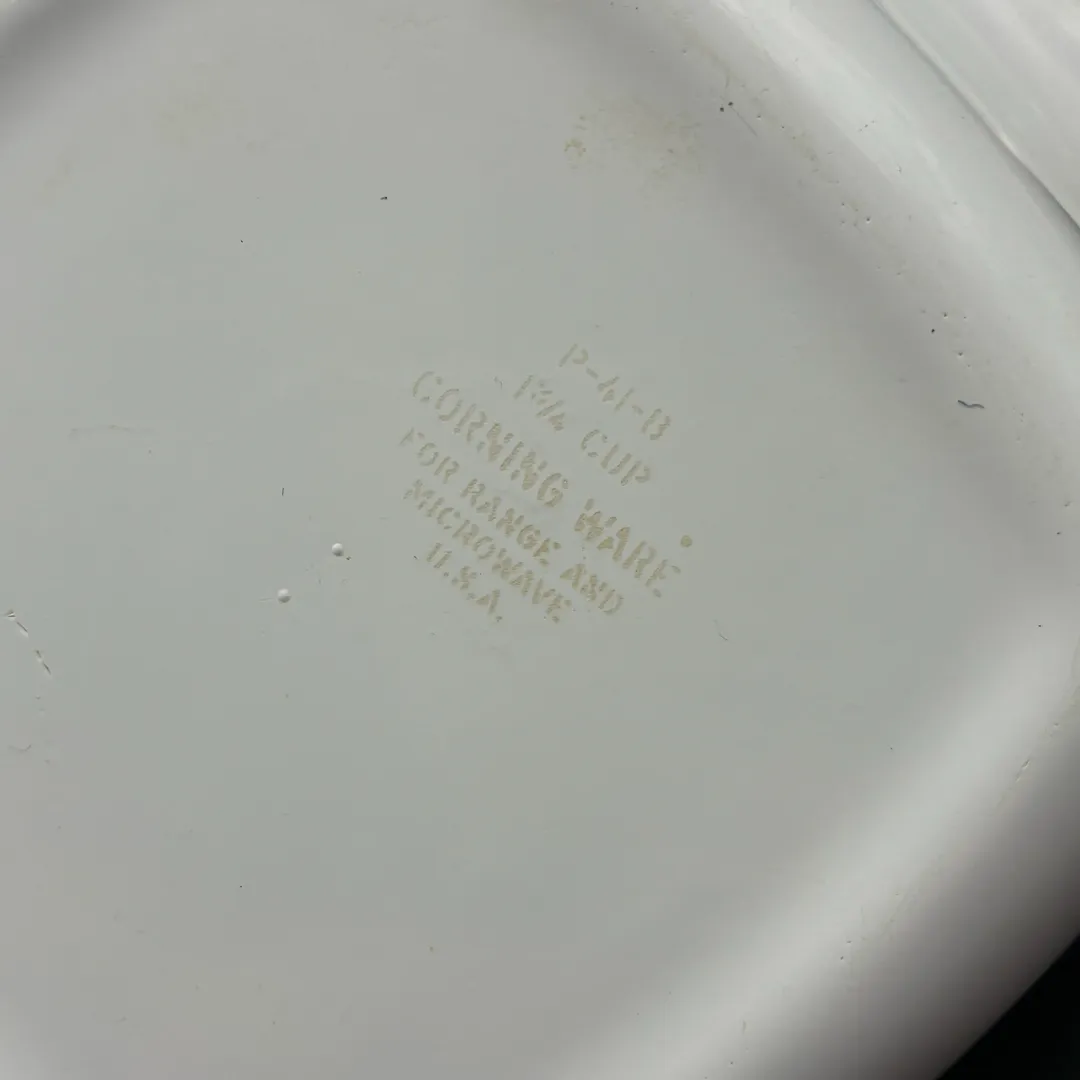 P-41-B
1¾ CUP
CORNING WARE
FOR RANGE AND
MICROWAVE
U.S.A.